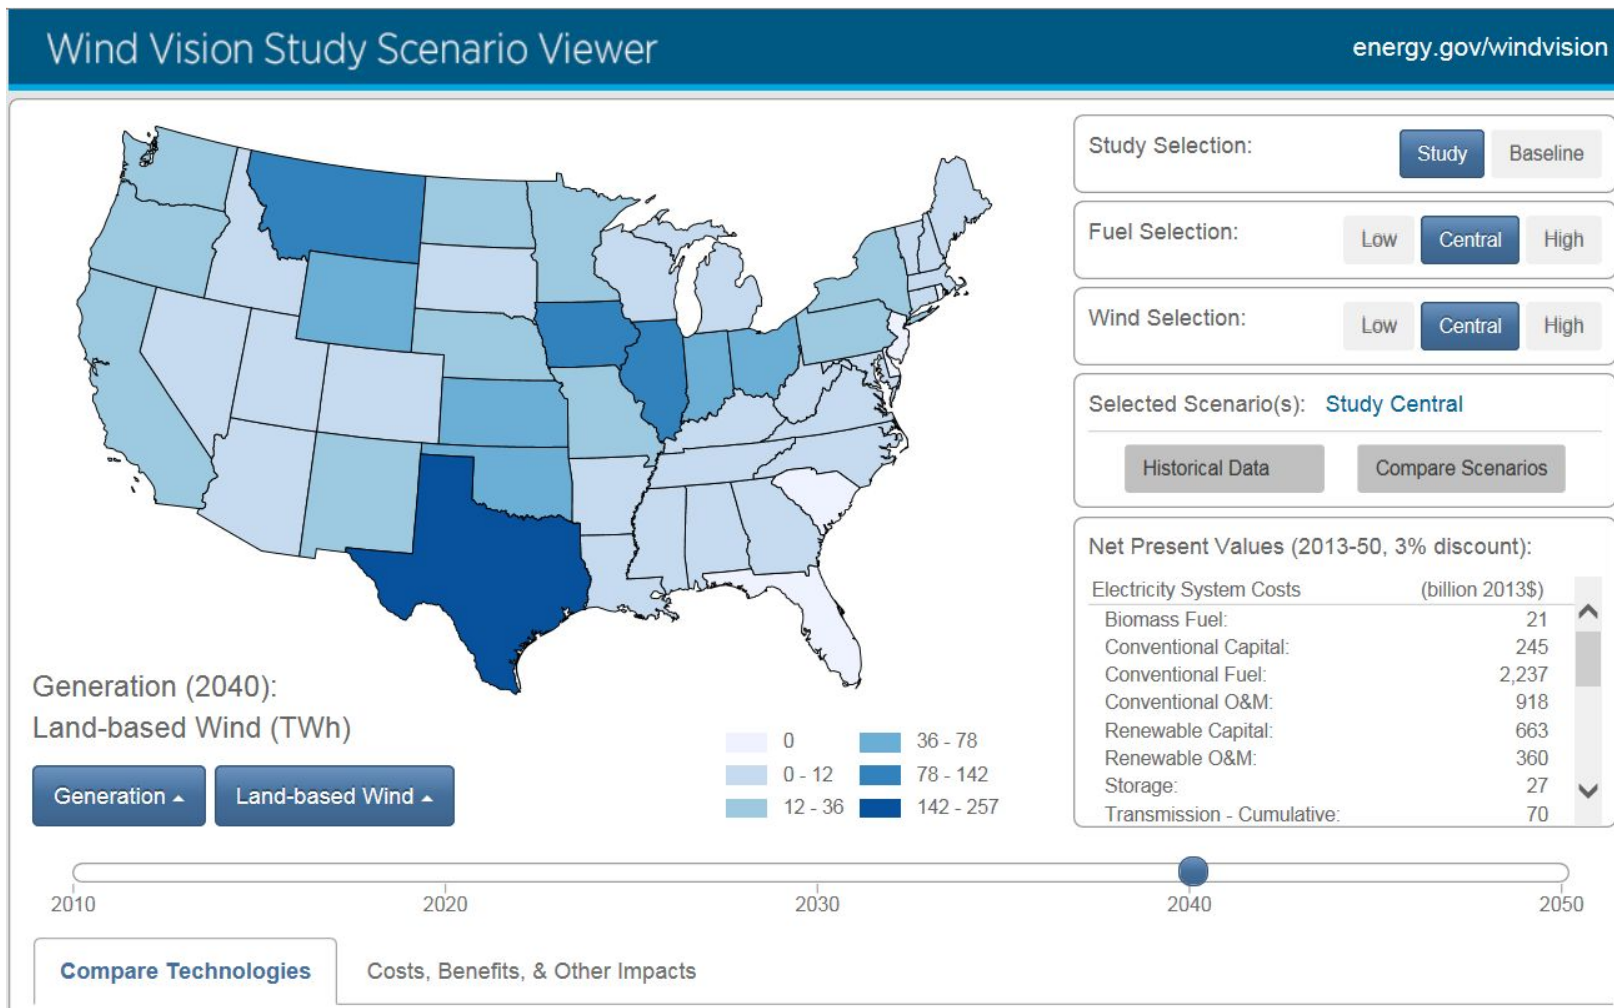 Wind Vision Study Scenario Viewer
energy.gov/windvision
Study Selection:
Study
Baseline
Fuel Selection:
Low
Central
High
Wind Selection:
Low
Central
High
Selected Scenario(s): Study Central
Historical Data
Compare Scenarios
Net Present Values (2013-50, 3% discount):
Electricity System Costs (billion 2013$)
Biomass Fuel: 21
Conventional Capital: 245
Conventional Fuel: 2,237
Conventional O&M: 918
Renewable Capital: 663
Renewable O&M: 360
Storage: 27
Transmission - Cumulative: 70
Generation (2040):
Land-based Wind (TWh)
Generation
Land-based Wind
0
0 - 12
12 - 36
36 - 78
78 - 142
142 - 257
2010
2020
2030
2040
2050
Compare Technologies
Costs, Benefits, & Other Impacts